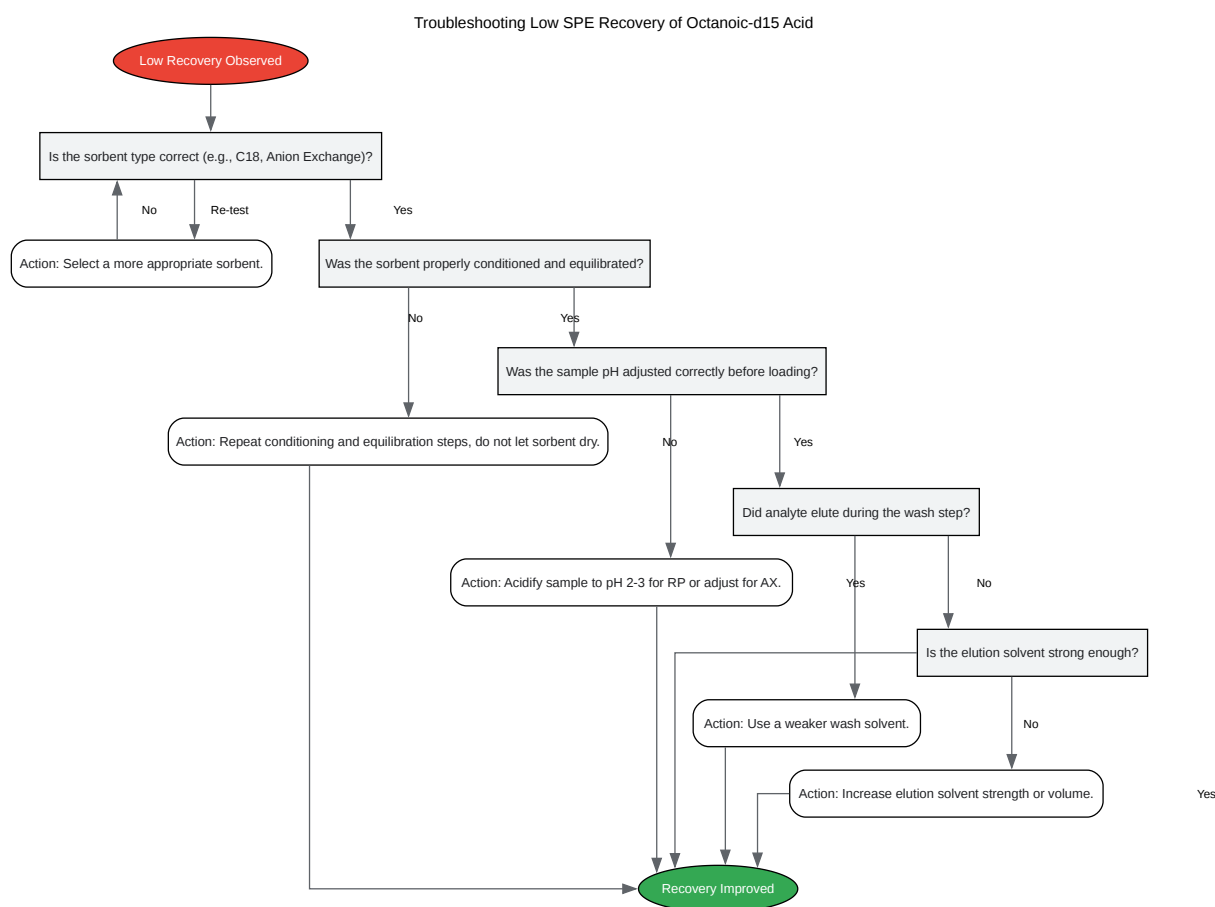 Troubleshooting Low SPE Recovery of Octanoic-d15 Acid
Low Recovery Observed
Is the sorbent type correct (e.g., C18, Anion Exchange)?
No
Re-test
Yes
Action: Select a more appropriate sorbent.
Was the sorbent properly conditioned and equilibrated?
No
Yes
Was the sample pH adjusted correctly before loading?
Action: Repeat conditioning and equilibration steps, do not let sorbent dry.
No
Yes
Did analyte elute during the wash step?
Action: Acidify sample to pH 2-3 for RP or adjust for AX.
Yes
No
Is the elution solvent strong enough?
Action: Use a weaker wash solvent.
No
Action: Increase elution solvent strength or volume.
Yes
Recovery Improved